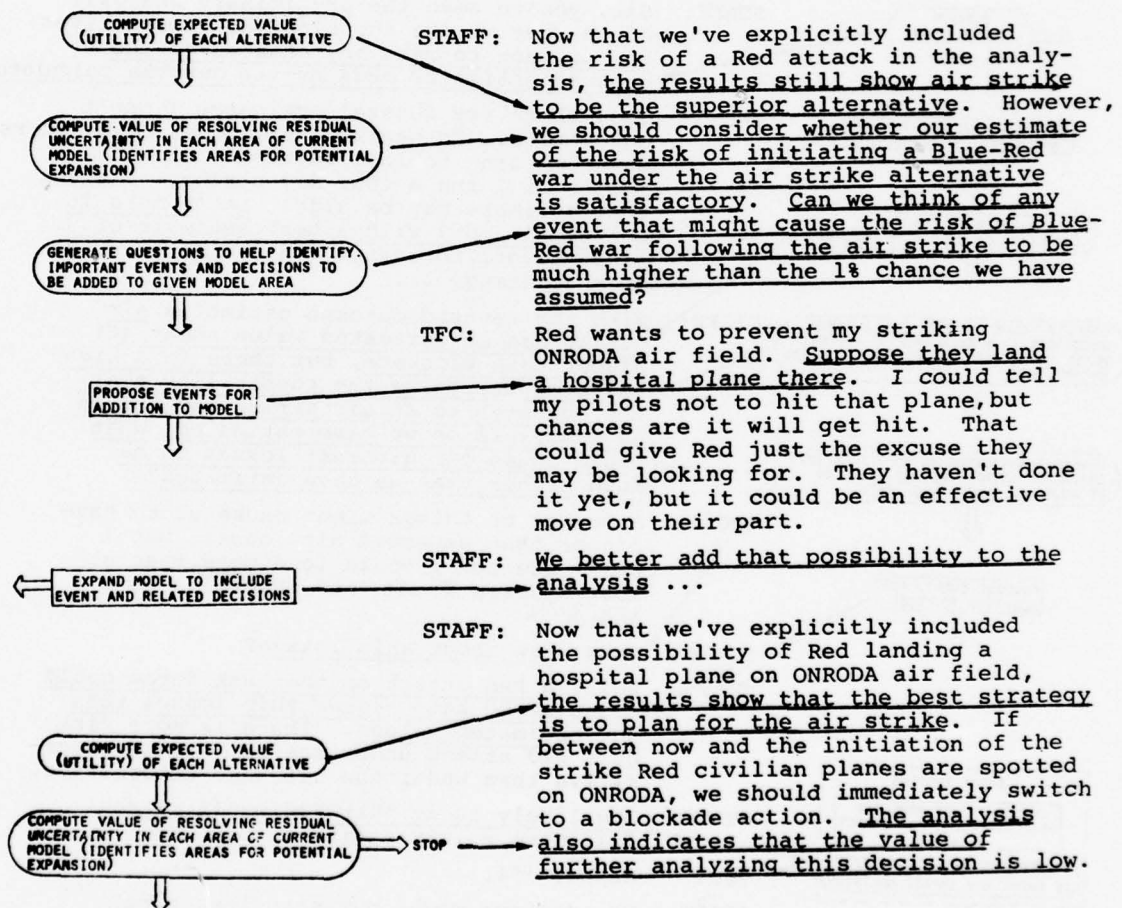 COMPUTE EXPECTED VALUE
(UTILITY) OF EACH ALTERNATIVE
COMPUTE VALUE OF RESOLVING RESIDUAL
UNCERTAINTY IN EACH AREA OF CURRENT
MODEL (IDENTIFIES AREAS FOR POTENTIAL
EXPANSION)
GENERATE QUESTIONS TO HELP IDENTIFY
IMPORTANT EVENTS AND DECISIONS TO
BE ADDED TO GIVEN MODEL AREA
STAFF: Now that we've explicitly included
the risk of a Red attack in the analy-
sis, the results still show air strike
to be the superior alternative. However,
we should consider whether our estimate
of the risk of initiating a Blue-Red
war under the air strike alternative
is satisfactory. Can we think of any
event that might cause the risk of Blue-
Red war following the air strike to be
much higher than the 1% chance we have
assumed?
PROPOSE EVENTS FOR
ADDITION TO MODEL
TFC: Red wants to prevent my striking
ONRODA air field. Suppose they land
a hospital plane there. I could tell
my pilots not to hit that plane, but
chances are it will get hit. That
could give Red just the excuse they
may be looking for. They haven't done
it yet, but it could be an effective
move on their part.
EXPAND MODEL TO INCLUDE
EVENT AND RELATED DECISIONS
STAFF: We better add that possibility to the
analysis ...
STAFF: Now that we've explicitly included
the possibility of Red landing a
hospital plane on ONRODA air field,
the results show that the best strategy
is to plan for the air strike. If
between now and the initiation of the
strike Red civilian planes are spotted
on ONRODA, we should immediately switch
to a blockade action. The analysis
also indicates that the value of
further analyzing this decision is low.
COMPUTE EXPECTED VALUE
(UTILITY) OF EACH ALTERNATIVE
COMPUTE VALUE OF RESOLVING RESIDUAL
UNCERTAINTY IN EACH AREA OF CURRENT
MODEL (IDENTIFIES AREAS FOR POTENTIAL
EXPANSION)
STOP